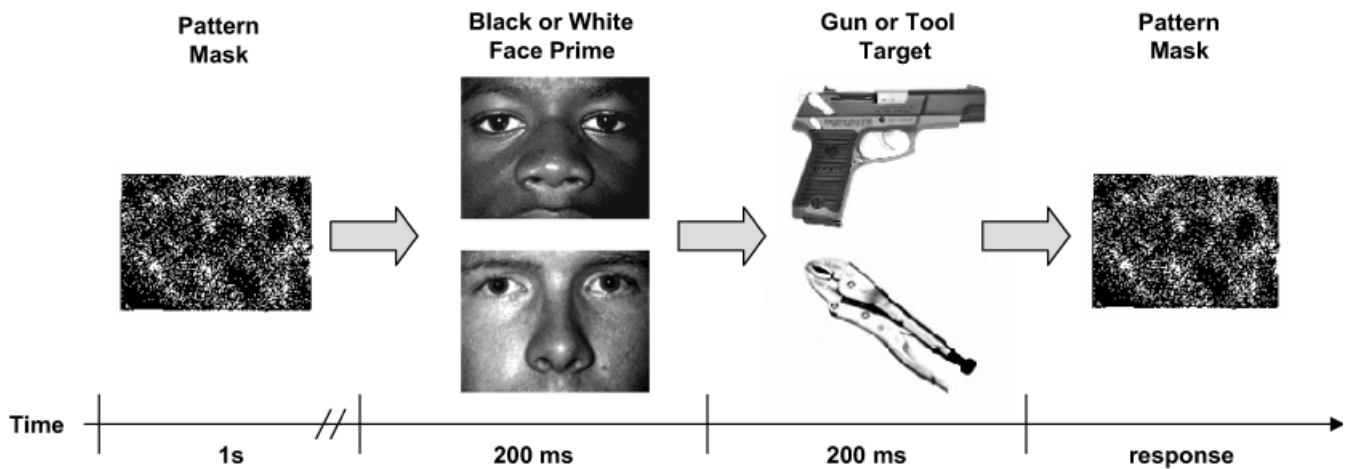 Pattern
Mask
Black or White
Face Prime
Gun or Tool
Target
Pattern
Mask
Time
1s
200 ms
200 ms
response